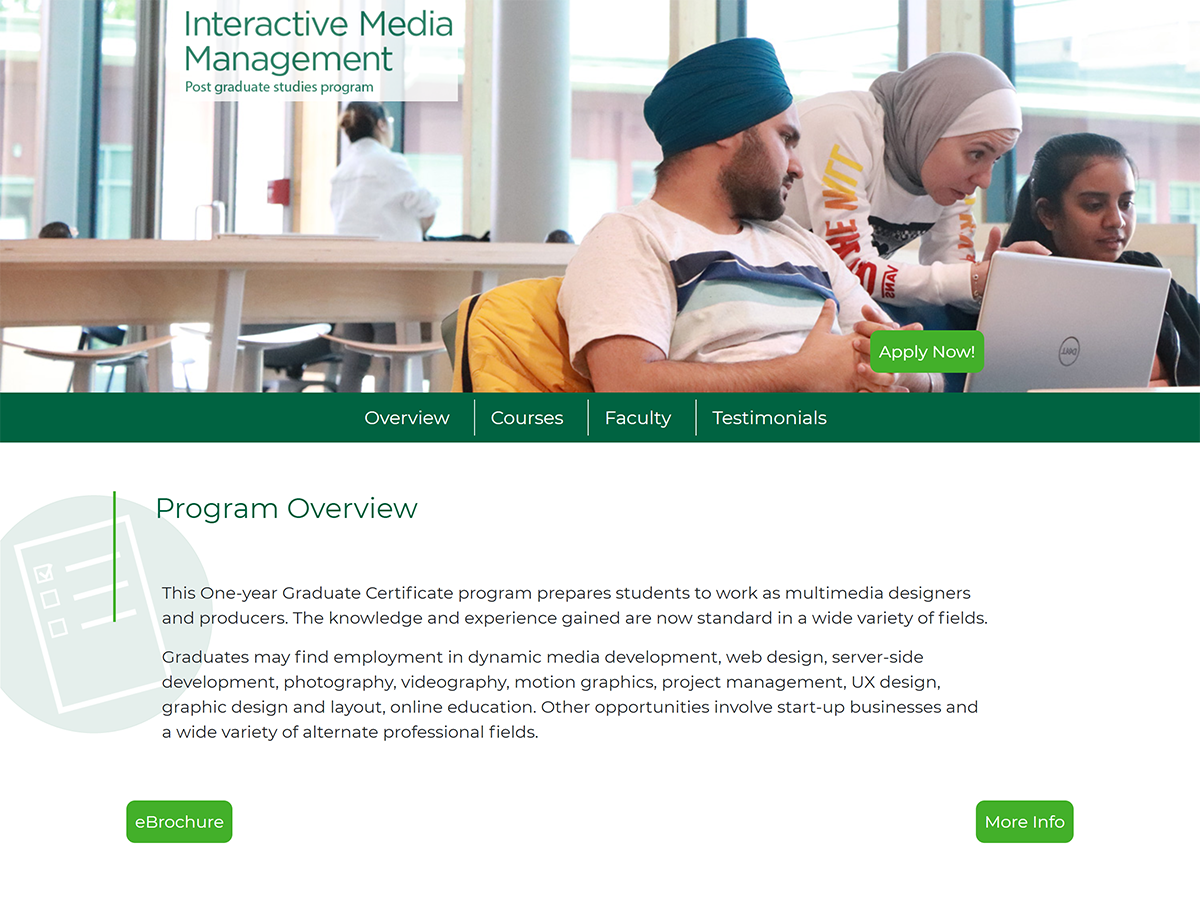 Interactive Media
Management
Post graduate studies program
VANS
DELL
Apply Now!
Overview
Courses
Faculty
Testimonials
Program Overview
This One-year Graduate Certificate program prepares students to work as multimedia designers
and producers. The knowledge and experience gained are now standard in a wide variety of fields.
Graduates may find employment in dynamic media development, web design, server-side
development, photography, videography, motion graphics, project management, UX design,
graphic design and layout, online education. Other opportunities involve start-up businesses and
a wide variety of alternate professional fields.
eBrochure
More Info